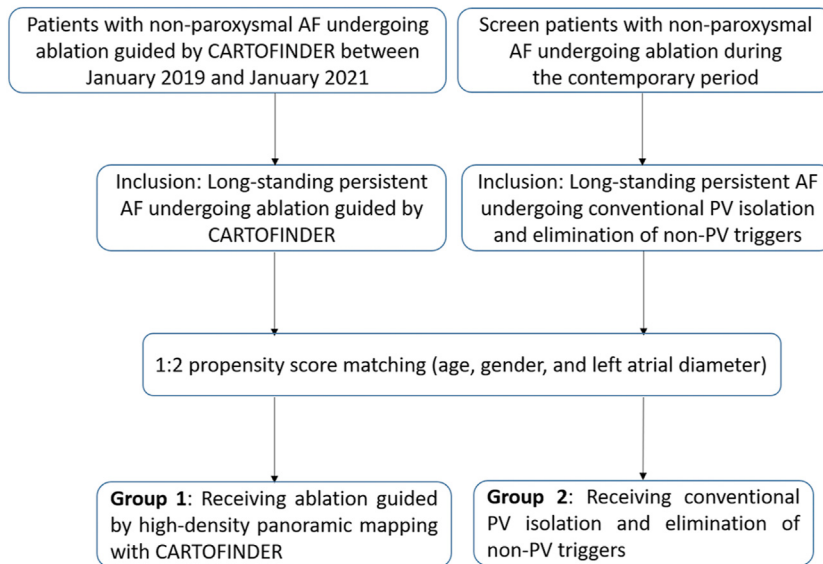 Patients with non-paroxysmal AF undergoing
ablation guided by CARTOFINDER between
January 2019 and January 2021
Screen patients with non-paroxysmal
AF undergoing ablation during
the contemporary period
Inclusion: Long-standing persistent
AF undergoing ablation guided by
CARTOFINDER
Inclusion: Long-standing persistent AF
undergoing conventional PV isolation
and elimination of non-PV triggers
1:2 propensity score matching (age, gender, and left atrial diameter)
Group 1: Receiving ablation guided
by high-density panoramic mapping
with CARTOFINDER
Group 2: Receiving conventional
PV isolation and elimination of
non-PV triggers